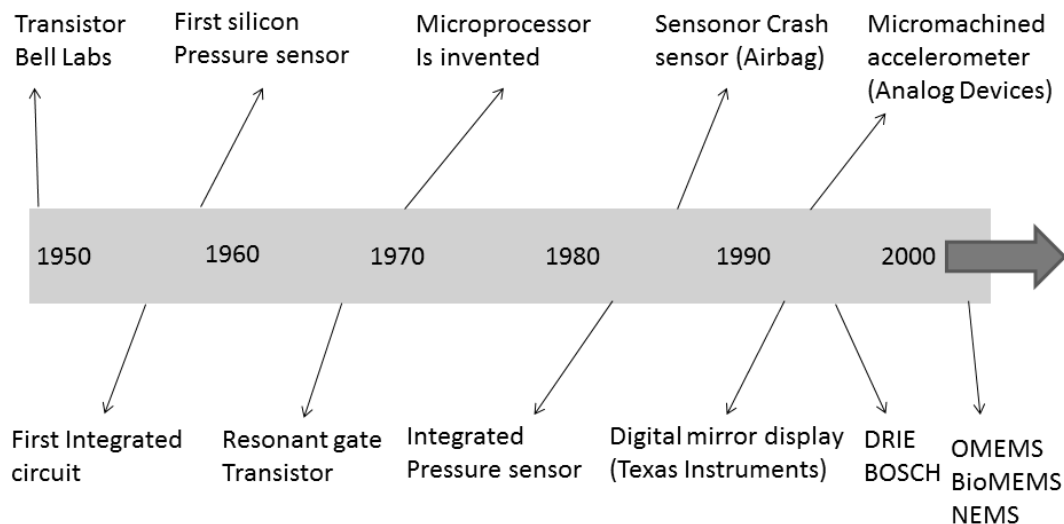 Transistor
Bell Labs
First silicon
Pressure sensor
Microprocessor
Is invented
Sensonor Crash
sensor (Airbag)
Micromachined
accelerometer
(Analog Devices)
1950
1960
1970
1980
1990
2000
First Integrated
circuit
Resonant gate
Transistor
Integrated
Pressure sensor
Digital mirror display
(Texas Instruments)
DRIE
BOSCH
OMEMS
BioMEMS
NEMS